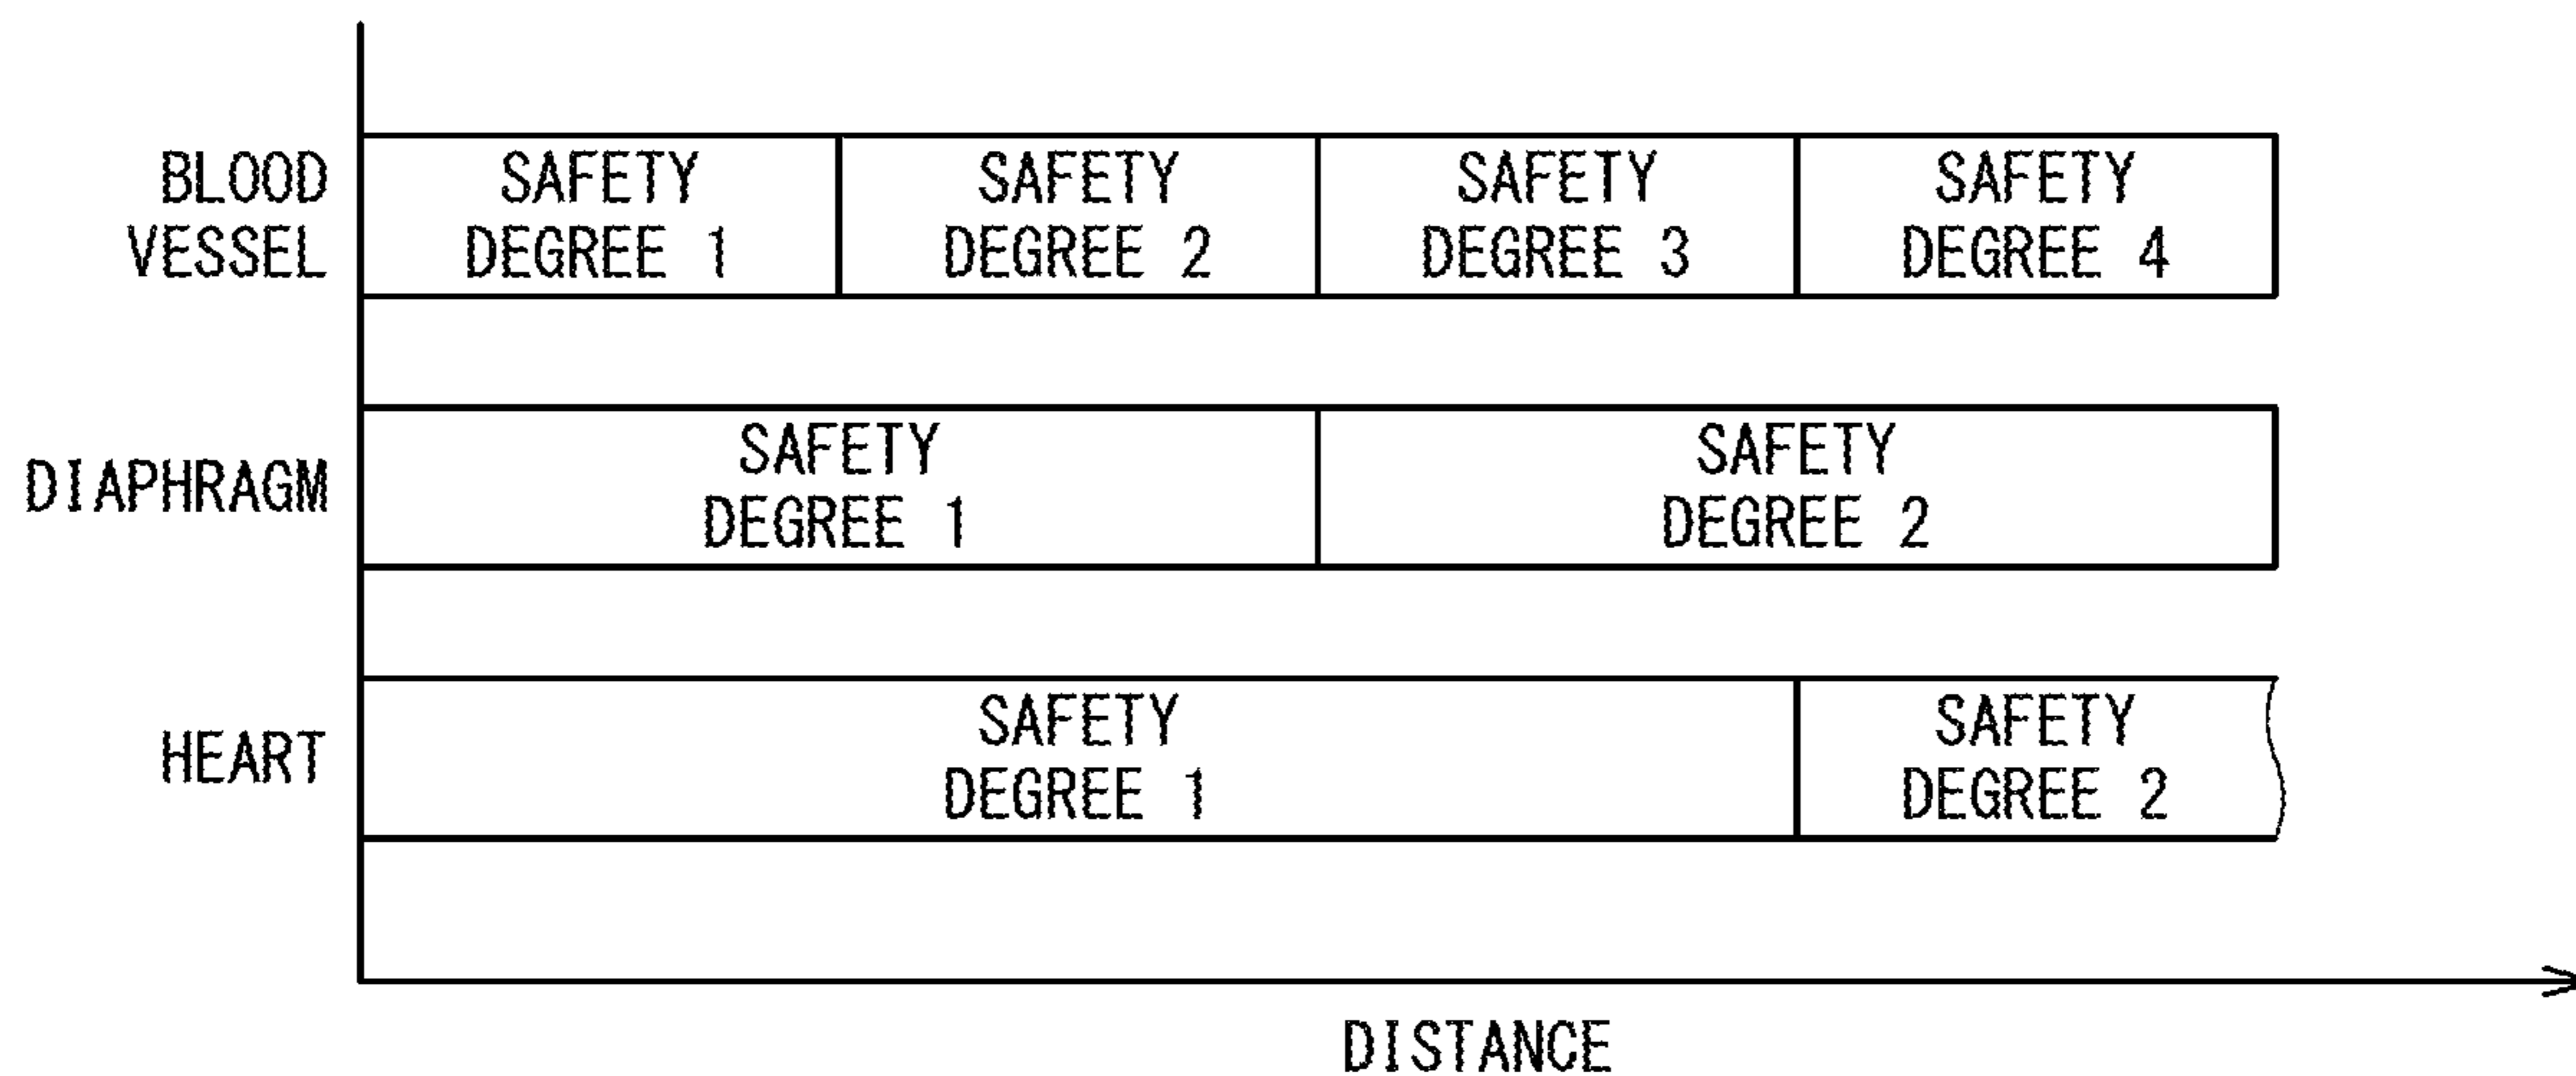 BLOOD
VESSEL
SAFETY
DEGREE 1
SAFETY
DEGREE 2
SAFETY
DEGREE 3
SAFETY
DEGREE 4
DIAPHRAGM
SAFETY
DEGREE 1
SAFETY
DEGREE 2
HEART
SAFETY
DEGREE 1
SAFETY
DEGREE 2
DISTANCE